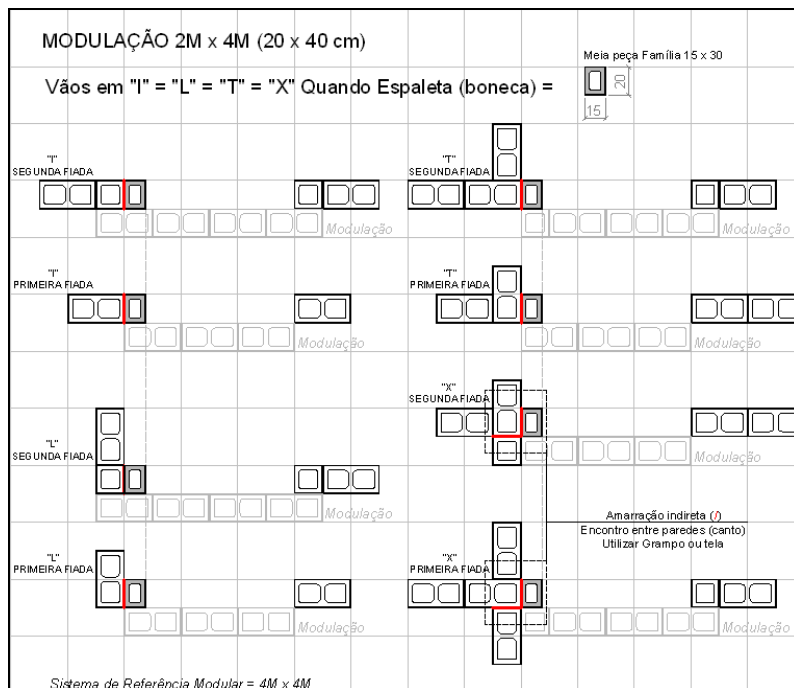 MODULAÇÃO 2M x 4M (20 x 40 cm)
Meia peça Família 15 x 30
Vãos em "I" = "L" = "T" = "X" Quando Espaleta (boneca) =
20
15
"I"
SEGUNDA FIADA
Modulação
"T"
SEGUNDA FIADA
Modulação
"I"
PRIMEIRA FIADA
Modulação
"T"
PRIMEIRA FIADA
Modulação
"L"
SEGUNDA FIADA
Modulação
"X"
SEGUNDA FIADA
Modulação
Amarração indireta (/)
Encontro entre paredes (canto)
Utilizar Grampo ou tela
"L"
PRIMEIRA FIADA
Modulação
"X"
PRIMEIRA FIADA
Modulação
Sistema de Referência Modular = 4M x 4M